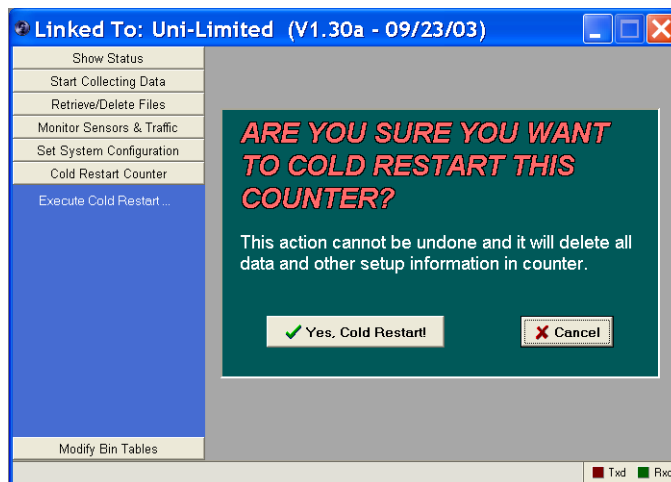 Linked To: Uni-Limited (V1.30a - 09/23/03)
Show Status
Start Collecting Data
Retrieve/Delete Files
Monitor Sensors & Traffic
Set System Configuration
Cold Restart Counter
Execute Cold Restart ...
ARE YOU SURE YOU WANT
TO COLD RESTART THIS
COUNTER?
This action cannot be undone and it will delete all
data and other setup information in counter.
Yes, Cold Restart!
Cancel
Modify Bin Tables
Txd
Rxd